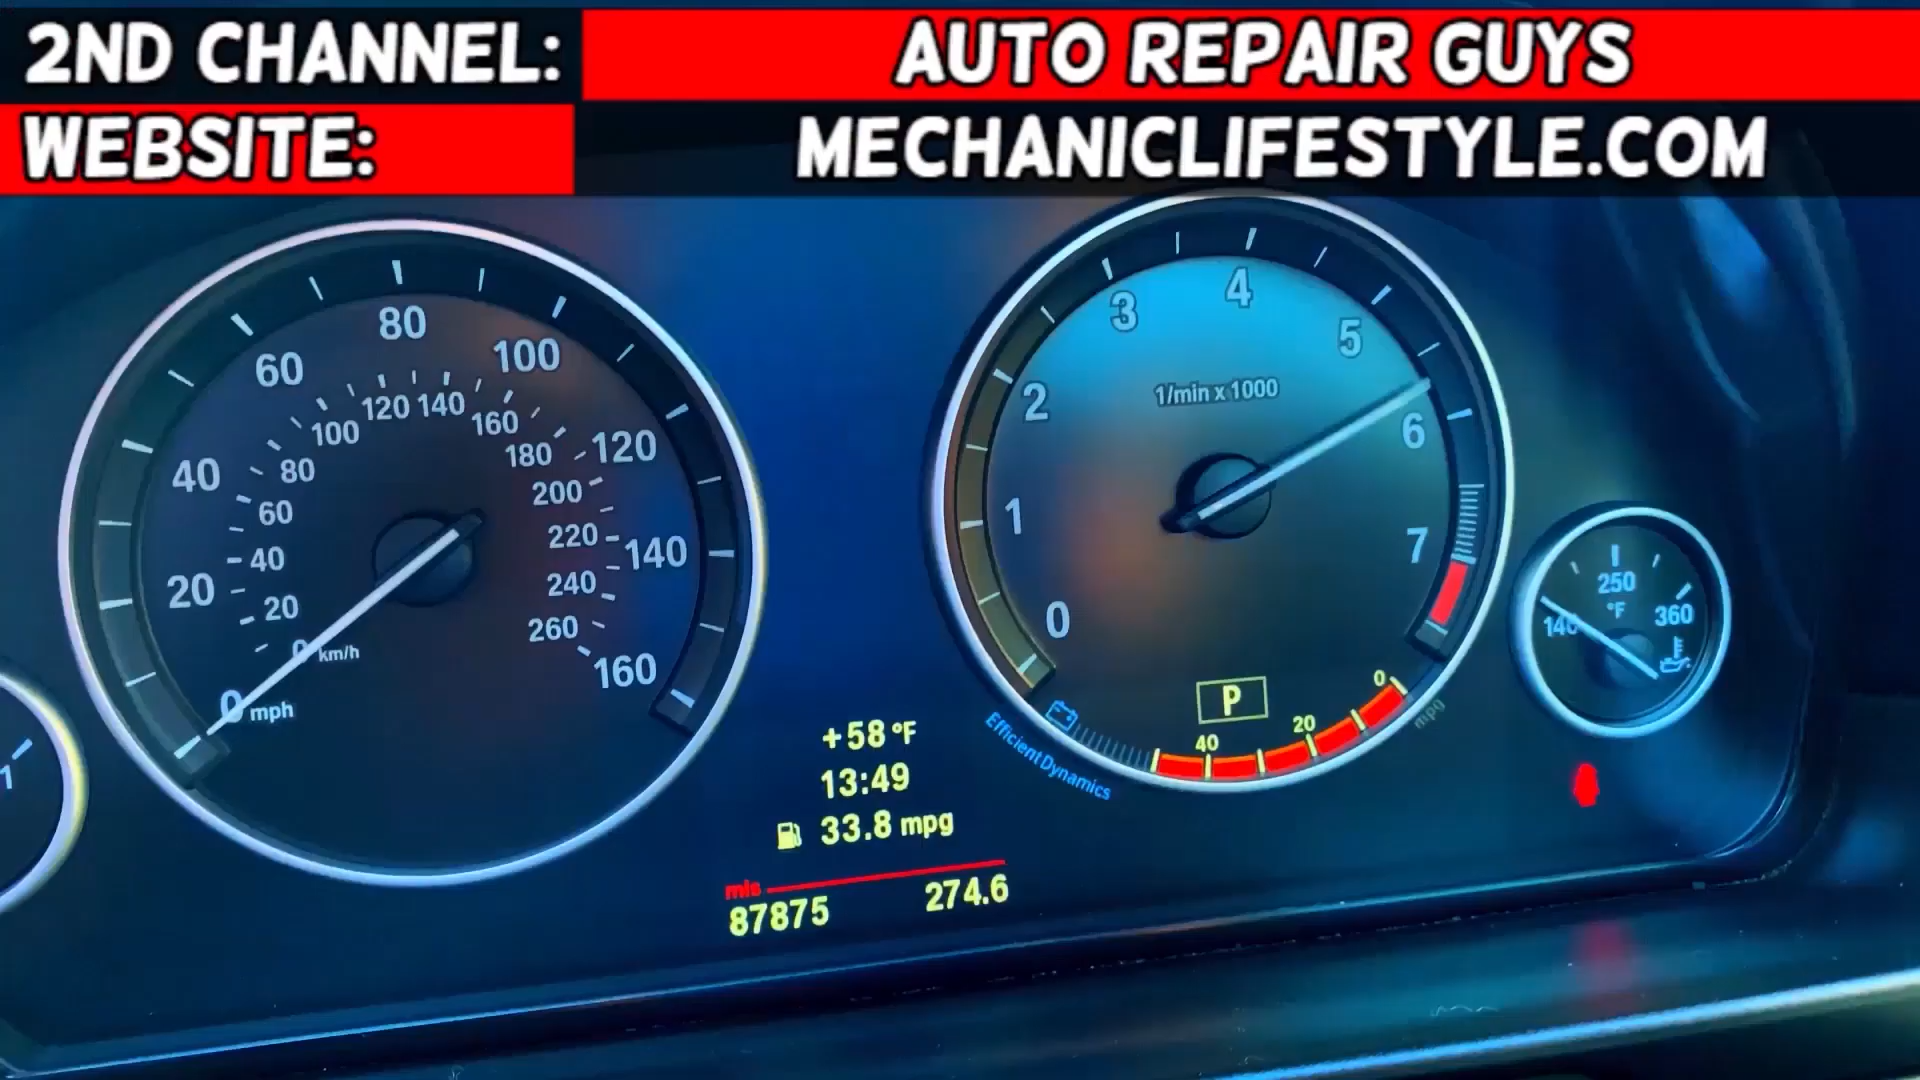 2ND CHANNEL: AUTO REPAIR GUYS
WEBSITE: MECHANICLIFESTYLE.COM
0 20 40 60 80 100 120 140 160
mph
0 20 40 60 80 100 120 140 160 180 200 220 240 260
km/h
0 1 2 3 4 5 6 7
1/min x 1000
P
40 20 0
mpg
EfficientDynamics
140 250 360
°F
1
+58 °F
13:49
33.8 mpg
mls
87875 274.6